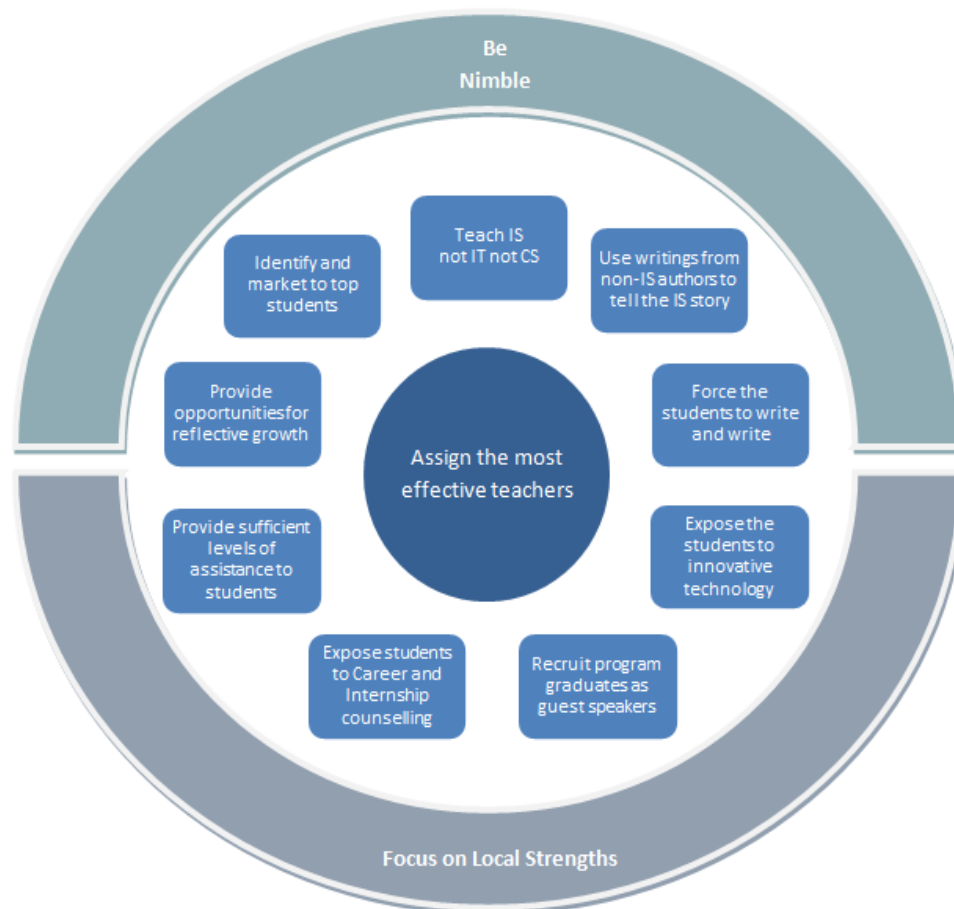 Be
Nimble
Teach IS
not IT not CS
Use writings from
non-IS authors to
tell the IS story
Force the
students to write
and write
Expose the
students to
innovative
technology
Recruit program
graduates as
guest speakers
Expose students
to Career and
Internship
counselling
Provide sufficient
levels of
assistance to
students
Provide
opportunities for
reflective growth
Identify and
market to top
students
Assign the most
effective teachers
Focus on Local Strengths